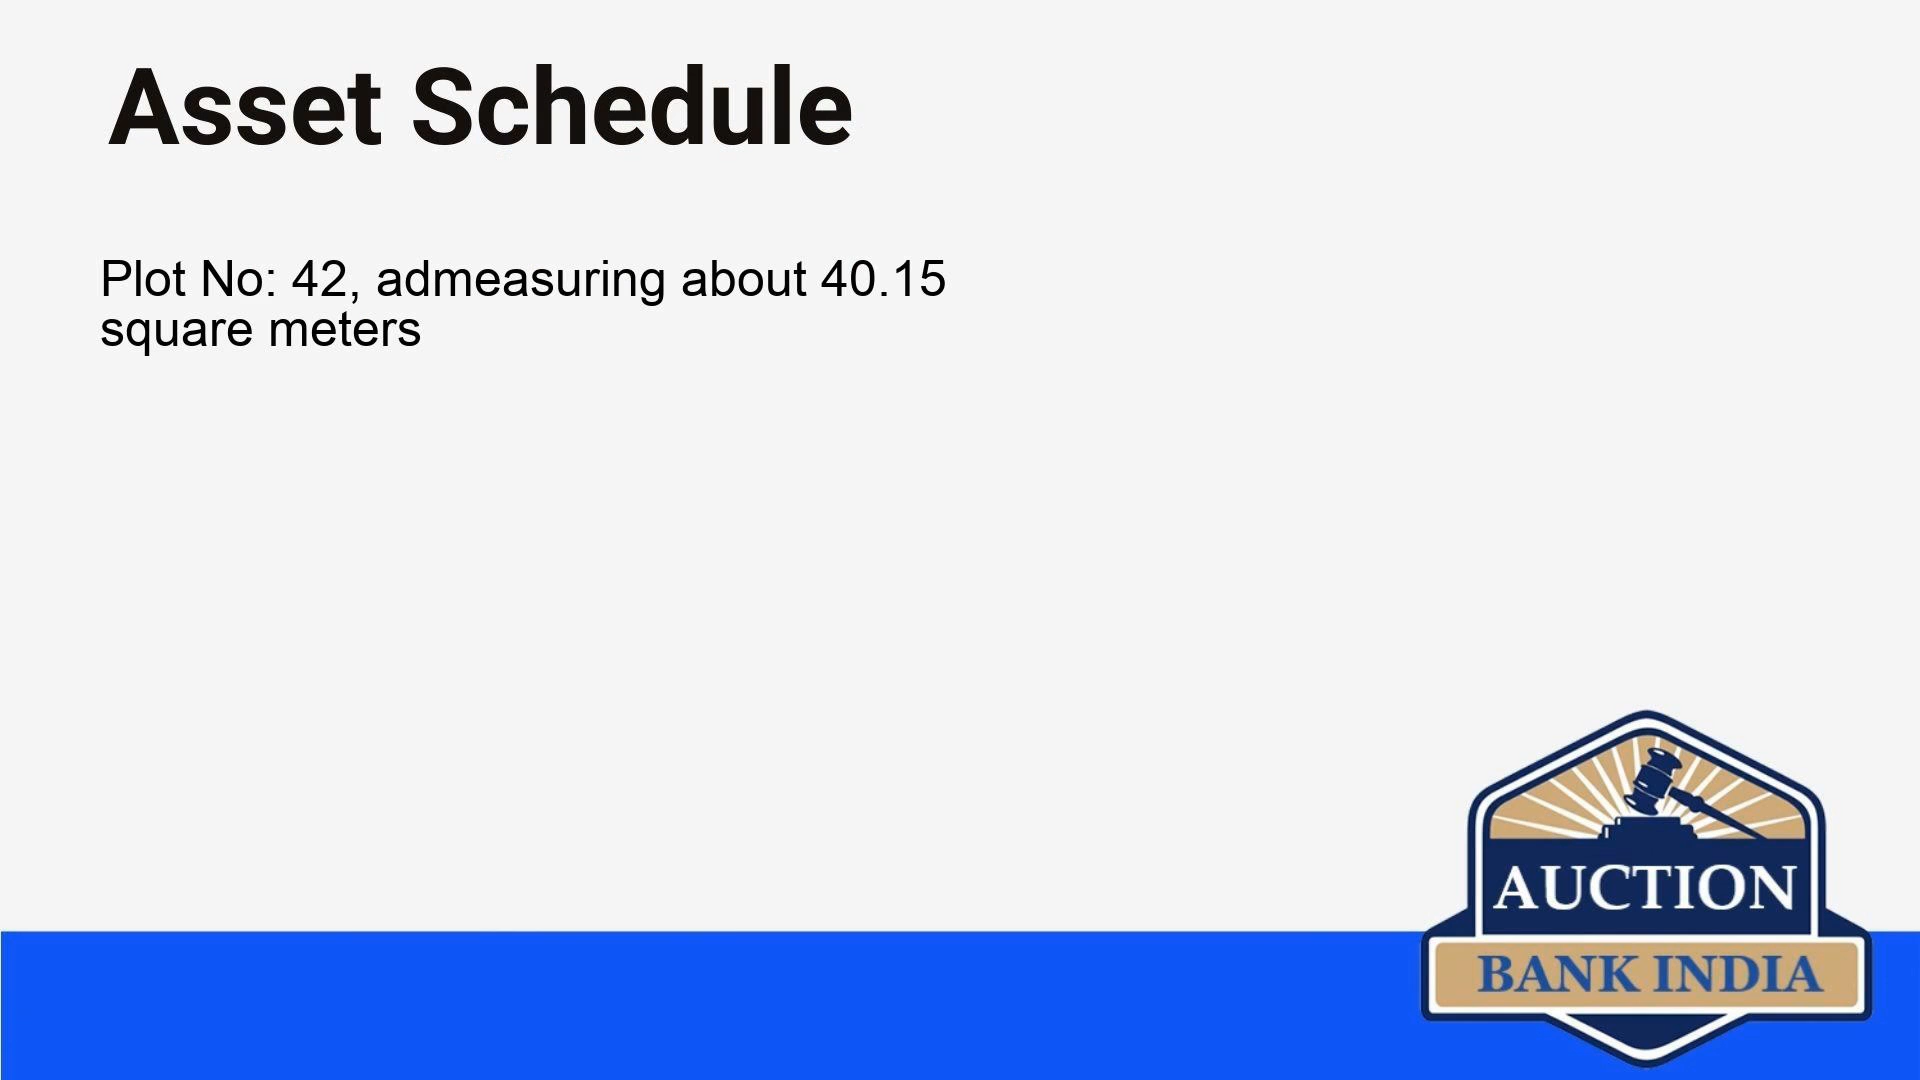 Asset Schedule
Plot No: 42, admeasuring about 40.15
square meters
AUCTION
BANK INDIA